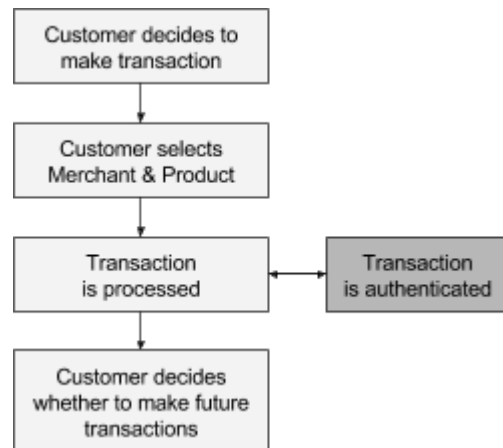 Customer decides to
make transaction
Customer selects
Merchant & Product
Transaction
is processed
Transaction
is authenticated
Customer decides
whether to make future
transactions